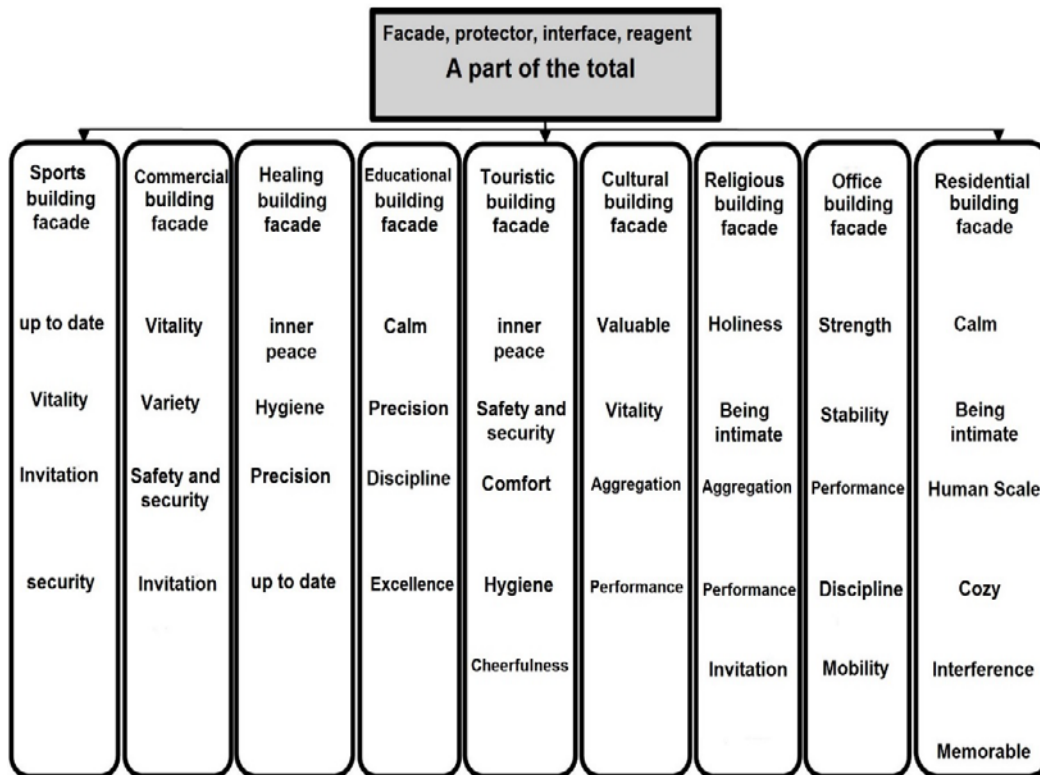 Facade, protector, interface, reagent
A part of the total
Sports
building
facade
up to date
Vitality
Invitation
security
Commercial
building
facade
Vitality
Variety
Safety and
security
Invitation
Healing
building
facade
inner
peace
Hygiene
Precision
up to date
Educational
building
facade
Calm
Precision
Discipline
Excellence
Touristic
building
facade
inner
peace
Safety and
security
Comfort
Hygiene
Cheerfulness
Cultural
building
facade
Valuable
Vitality
Aggregation
Performance
Religious
building
facade
Holiness
Being
intimate
Aggregation
Performance
Invitation
Office
building
facade
Strength
Stability
Performance
Discipline
Mobility
Residential
building
facade
Calm
Being
intimate
Human Scale
Cozy
Interference
Memorable